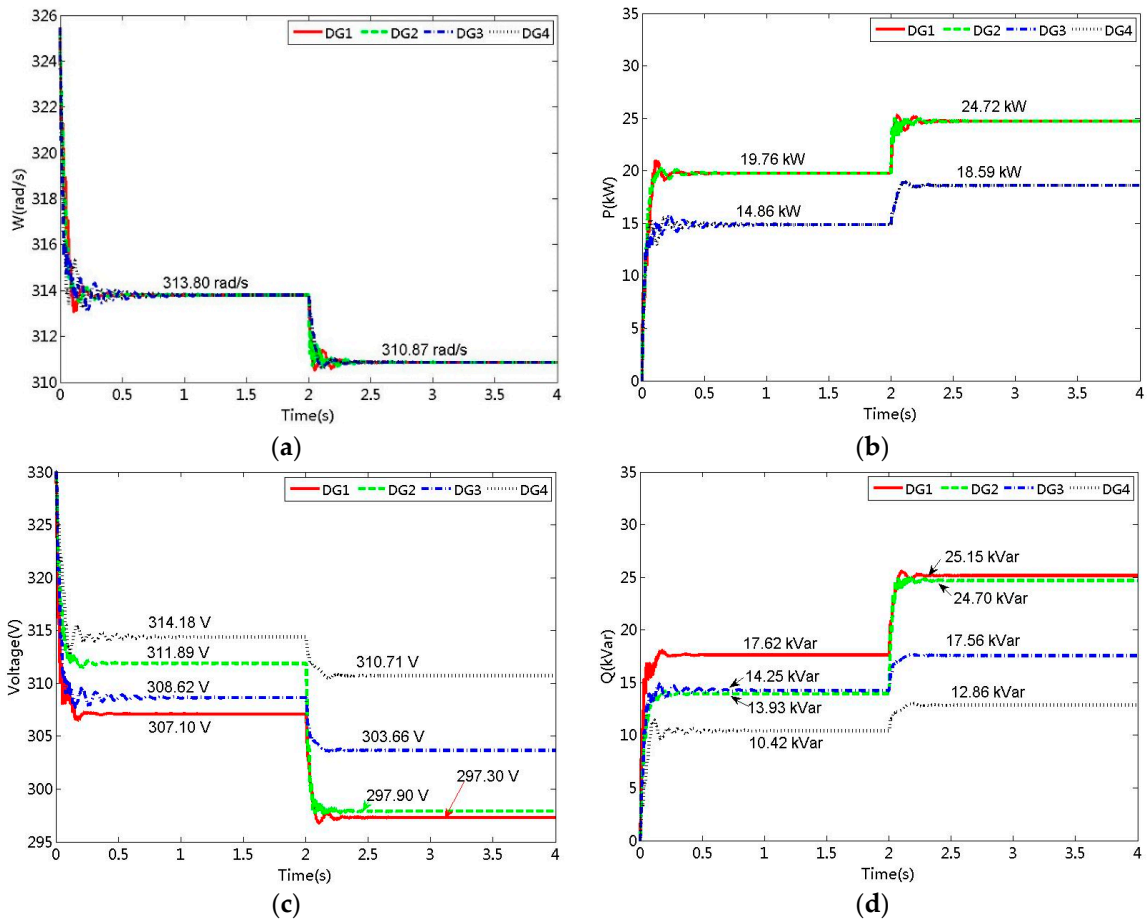 326
324
322
320
318
316
314
312
310
W(rad/s)
DG1 DG2 DG3 DG4
313.80 rad/s
310.87 rad/s
0 0.5 1 1.5 2 2.5 3 3.5 4
Time(s)
(a)
35
30
25
20
15
10
5
0
P(kW)
DG1 DG2 DG3 DG4
24.72 kW
19.76 kW
18.59 kW
14.86 kW
0 0.5 1 1.5 2 2.5 3 3.5 4
Time(s)
(b)
330
325
320
315
310
305
300
295
Voltage(V)
DG1 DG2 DG3 DG4
314.18 V
311.89 V
310.71 V
308.62 V
307.10 V
303.66 V
297.30 V
297.90 V
0 0.5 1 1.5 2 2.5 3 3.5 4
Time(s)
(c)
35
30
25
20
15
10
5
0
Q(kVar)
DG1 DG2 DG3 DG4
25.15 kVar
24.70 kVar
17.62 kVar
17.56 kVar
14.25 kVar
13.93 kVar
12.86 kVar
10.42 kVar
0 0.5 1 1.5 2 2.5 3 3.5 4
Time(s)
(d)